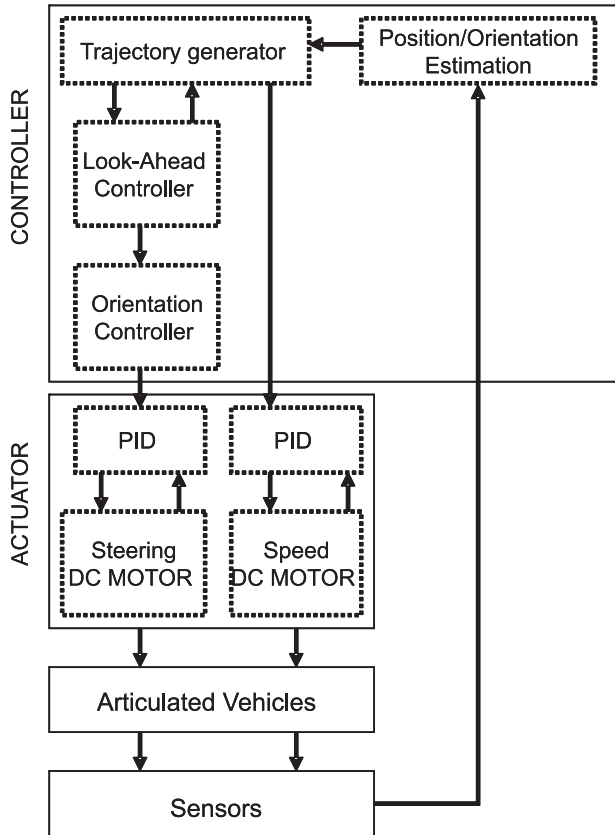 CONTROLLER
Trajectory generator
Position/Orientation
Estimation
Look-Ahead
Controller
Orientation
Controller
ACTUATOR
PID
PID
Steering
DC MOTOR
Speed
DC MOTOR
Articulated Vehicles
Sensors